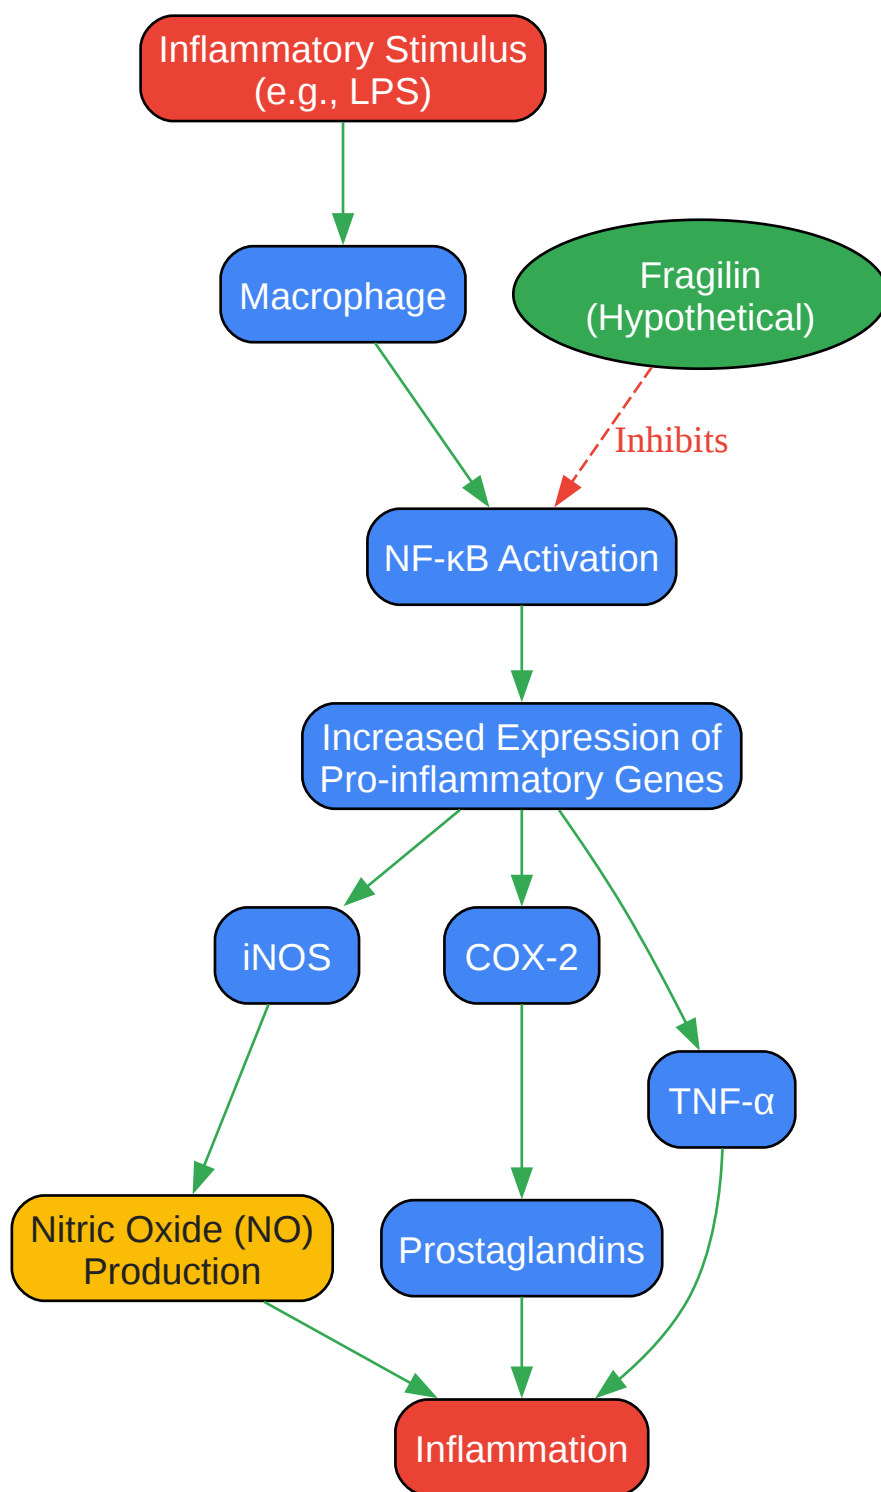 Inflammatory Stimulus
(e.g., LPS)
Macrophage
Fragilin
(Hypothetical)
Inhibits
NF-κB Activation
Increased Expression of
Pro-inflammatory Genes
iNOS
COX-2
TNF-α
Nitric Oxide (NO)
Production
Prostaglandins
Inflammation